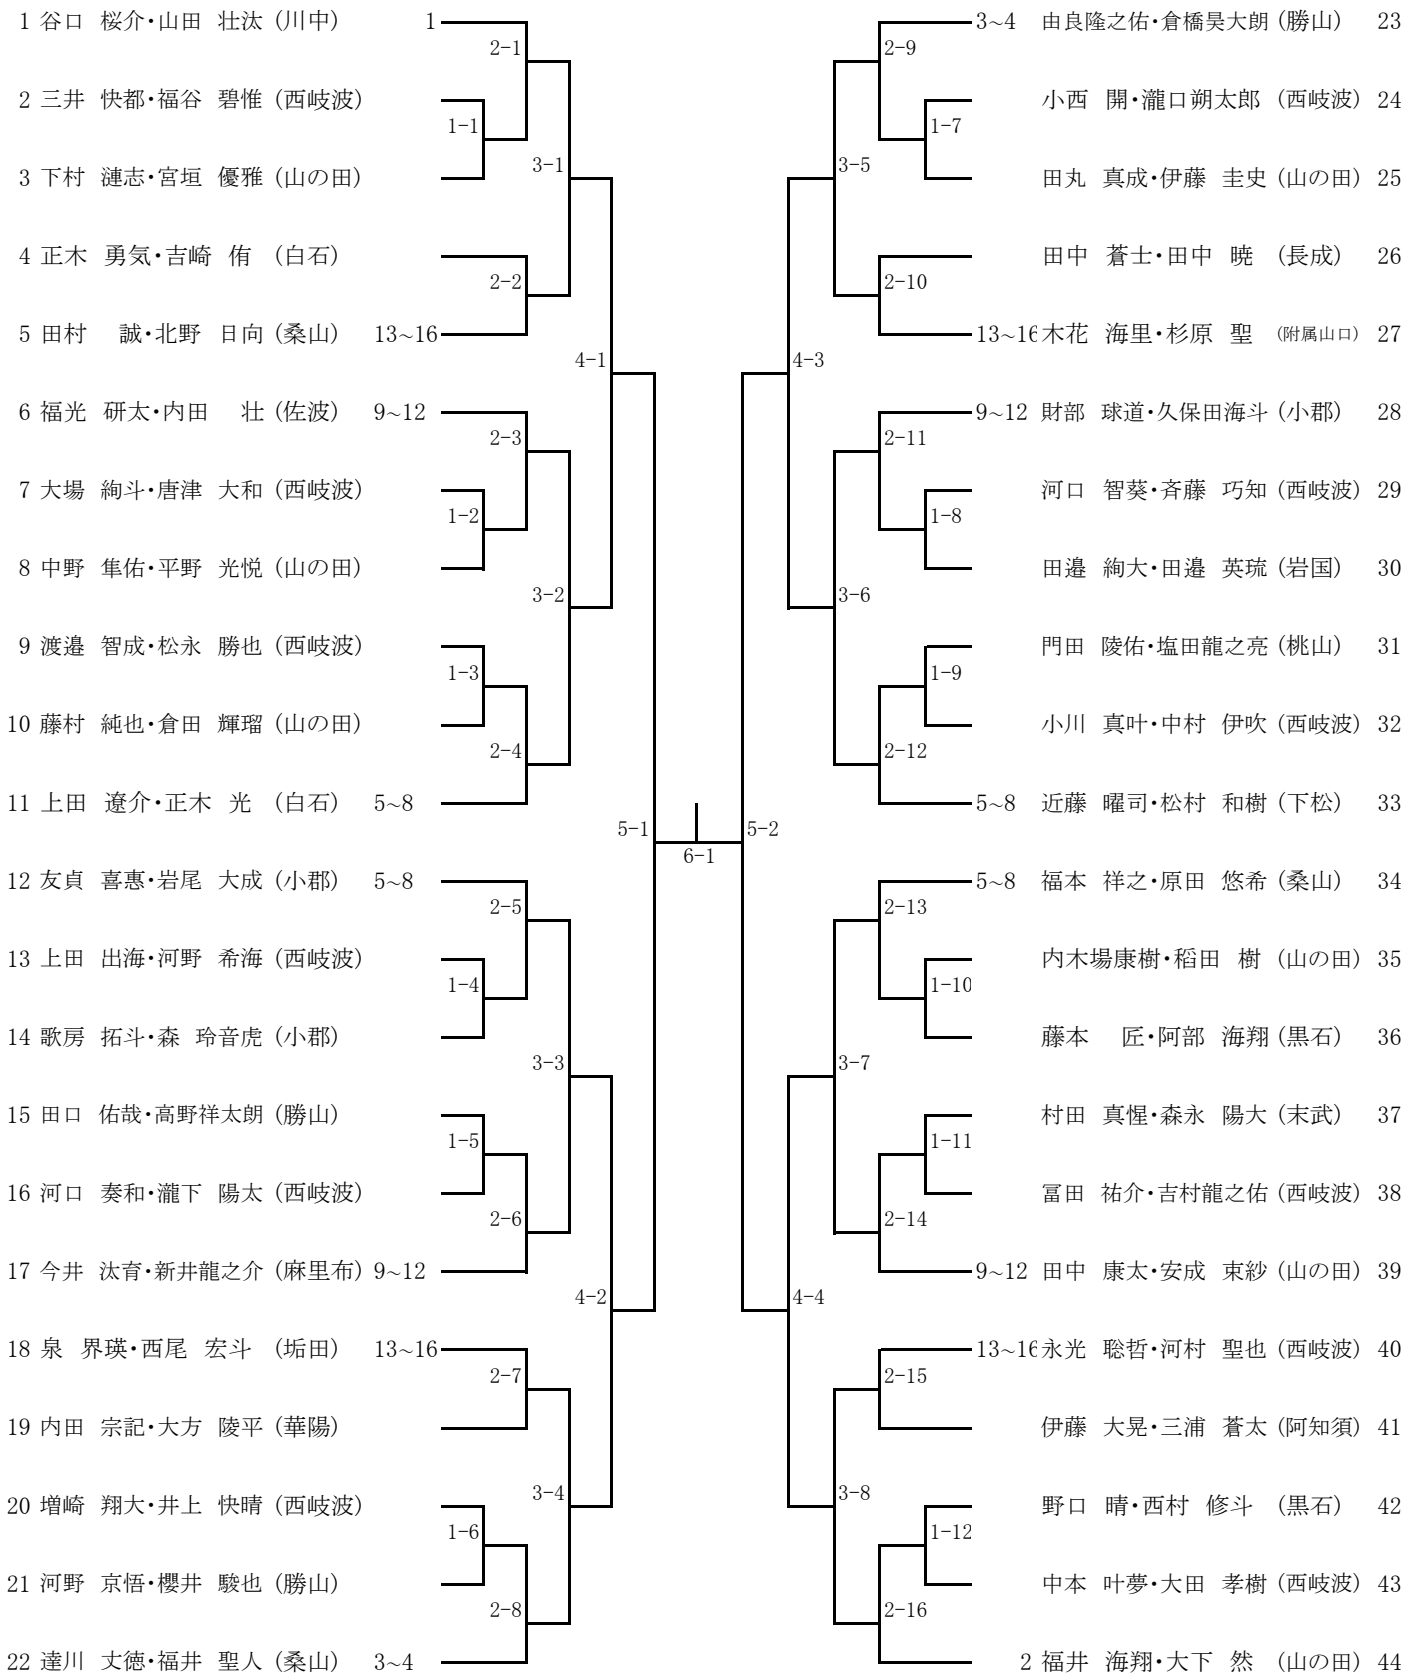 1 谷口 桜介・山田 壮汰 (川中) 1
2-1
2 三井 快都・福谷 碧惟 (西岐波)
1-1
3 下村 漣志・宮垣 優雅 (山の田)
3-1
4 正木 勇気・吉崎 侑 (白石)
2-2
5 田村 誠・北野 日向 (桑山) 13~16
4-1
6 福光 研太・内田 壮 (佐波) 9~12
2-3
7 大場 絢斗・唐津 大和 (西岐波)
1-2
8 中野 隼佑・平野 光悦 (山の田)
3-2
9 渡邉 智成・松永 勝也 (西岐波)
1-3
10 藤村 純也・倉田 輝瑠 (山の田)
2-4
11 上田 遼介・正木 光 (白石) 5~8
5-1
12 友貞 喜惠・岩尾 大成 (小郡) 5~8
2-5
13 上田 出海・河野 希海 (西岐波)
1-4
14 歌房 拓斗・森 玲音虎 (小郡)
3-3
15 田口 佑哉・高野祥太朗 (勝山)
1-5
16 河口 奏和・瀧下 陽太 (西岐波)
2-6
17 今井 汰育・新井龍之介 (麻里布) 9~12
4-2
18 泉 界瑛・西尾 宏斗 (垢田) 13~16
2-7
19 内田 宗記・大方 陵平 (華陽)
3-4
20 増崎 翔大・井上 快晴 (西岐波)
1-6
21 河野 京悟・櫻井 駿也 (勝山)
2-8
22 達川 丈徳・福井 聖人 (桑山) 3~4
6-1
3~4 由良隆之佑・倉橋昊大朗 (勝山) 23
2-9
小西 開・瀧口朔太郎 (西岐波) 24
1-7
田丸 真成・伊藤 圭史 (山の田) 25
3-5
田中 蒼士・田中 暁 (長成) 26
2-10
13~16 木花 海里・杉原 聖 (附属山口) 27
4-3
9~12 財部 球道・久保田海斗 (小郡) 28
2-11
河口 智葵・斉藤 巧知 (西岐波) 29
1-8
田邉 絢大・田邉 英琉 (岩国) 30
3-6
門田 陵佑・塩田龍之亮 (桃山) 31
1-9
小川 真叶・中村 伊吹 (西岐波) 32
2-12
5~8 近藤 曜司・松村 和樹 (下松) 33
5-2
5~8 福本 祥之・原田 悠希 (桑山) 34
2-13
内木場康樹・稻田 樹 (山の田) 35
1-10
藤本 匠・阿部 海翔 (黒石) 36
3-7
村田 真惺・森永 陽大 (末武) 37
1-11
冨田 祐介・吉村龍之佑 (西岐波) 38
2-14
9~12 田中 康太・安成 束紗 (山の田) 39
4-4
13~16 永光 聡哲・河村 聖也 (西岐波) 40
2-15
伊藤 大晃・三浦 蒼太 (阿知須) 41
3-8
野口 晴・西村 修斗 (黒石) 42
1-12
中本 叶夢・大田 孝樹 (西岐波) 43
2-16
2 福井 海翔・大下 然 (山の田) 44